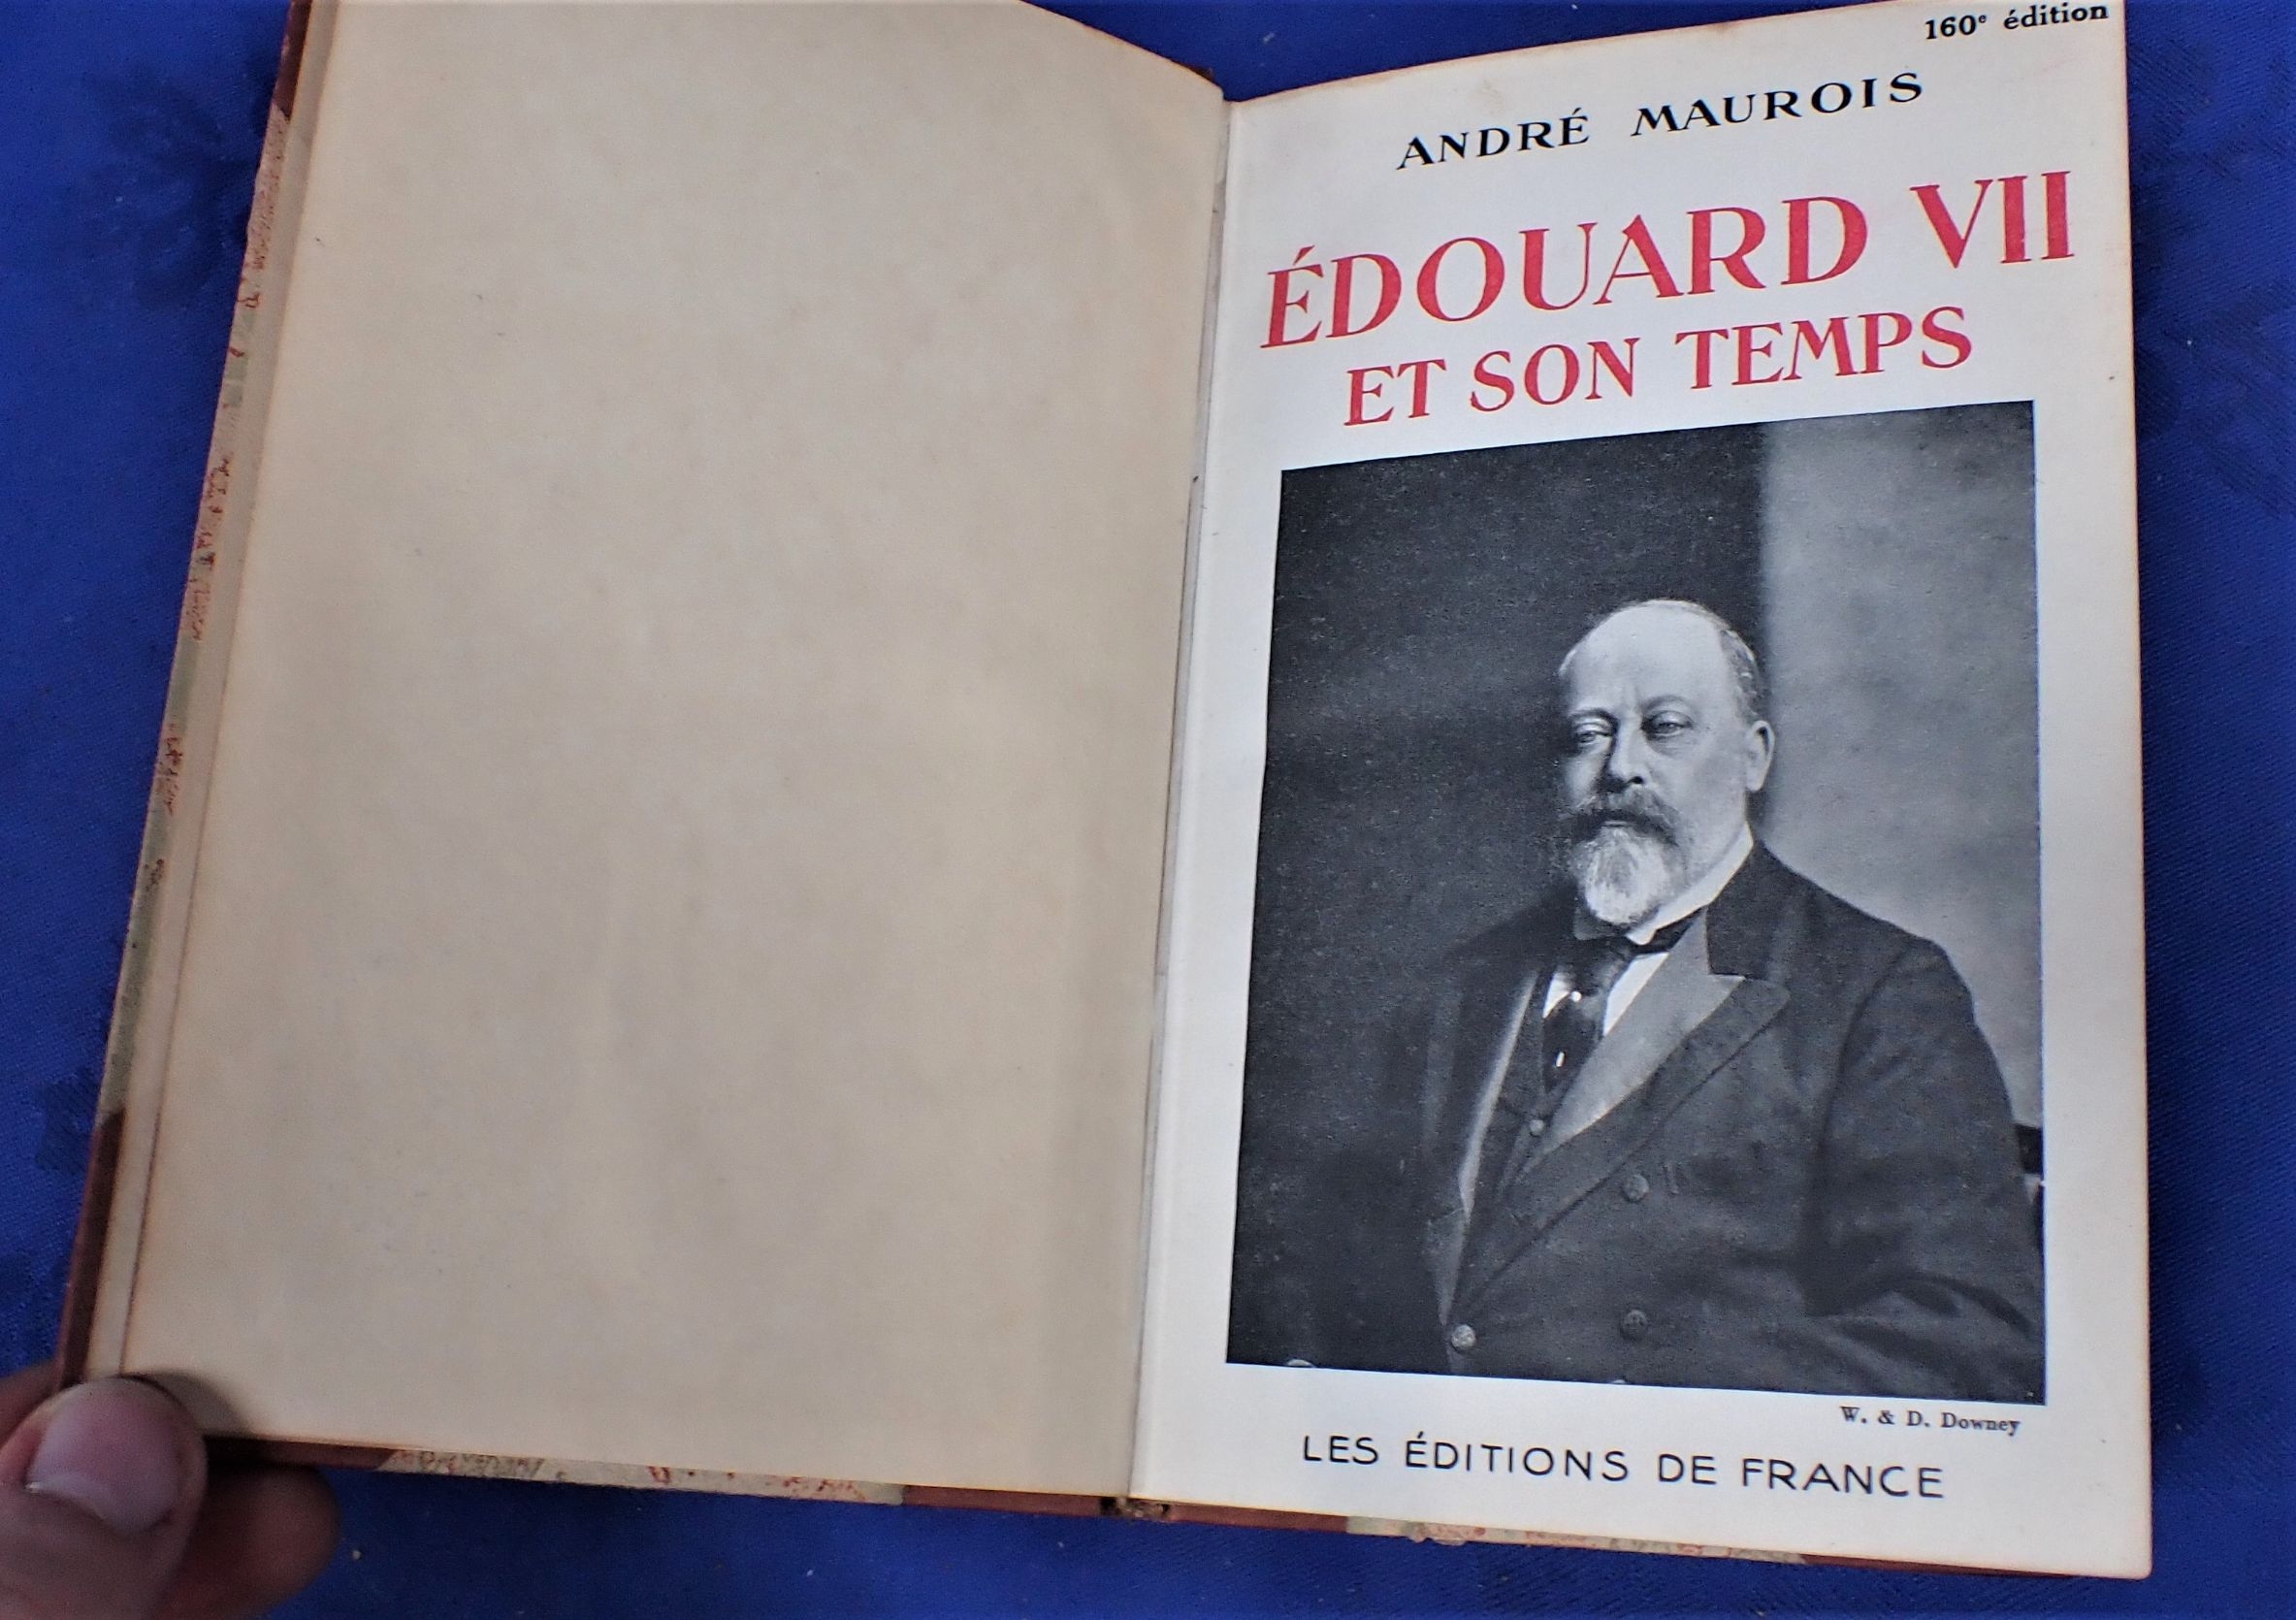 160e édition
ANDRÉ MAUROIS
ÉDOUARD VII
ET SON TEMPS
W. & D. Downey
LES ÉDITIONS DE FRANCE